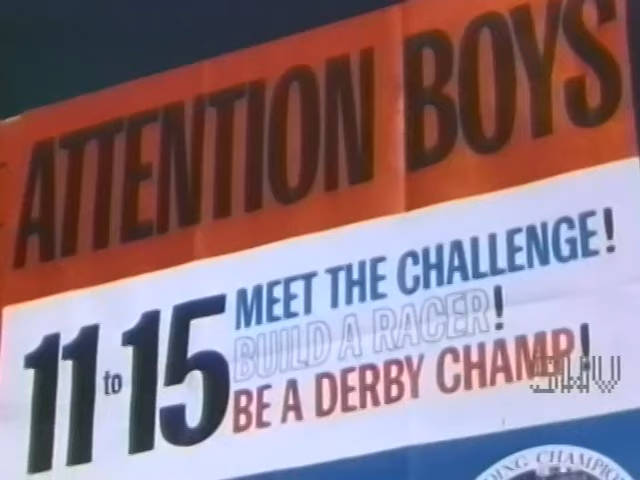 ATTENTION BOYS
11 to 15
MEET THE CHALLENGE!
BUILD A RACER!
BE A DERBY CHAMP!